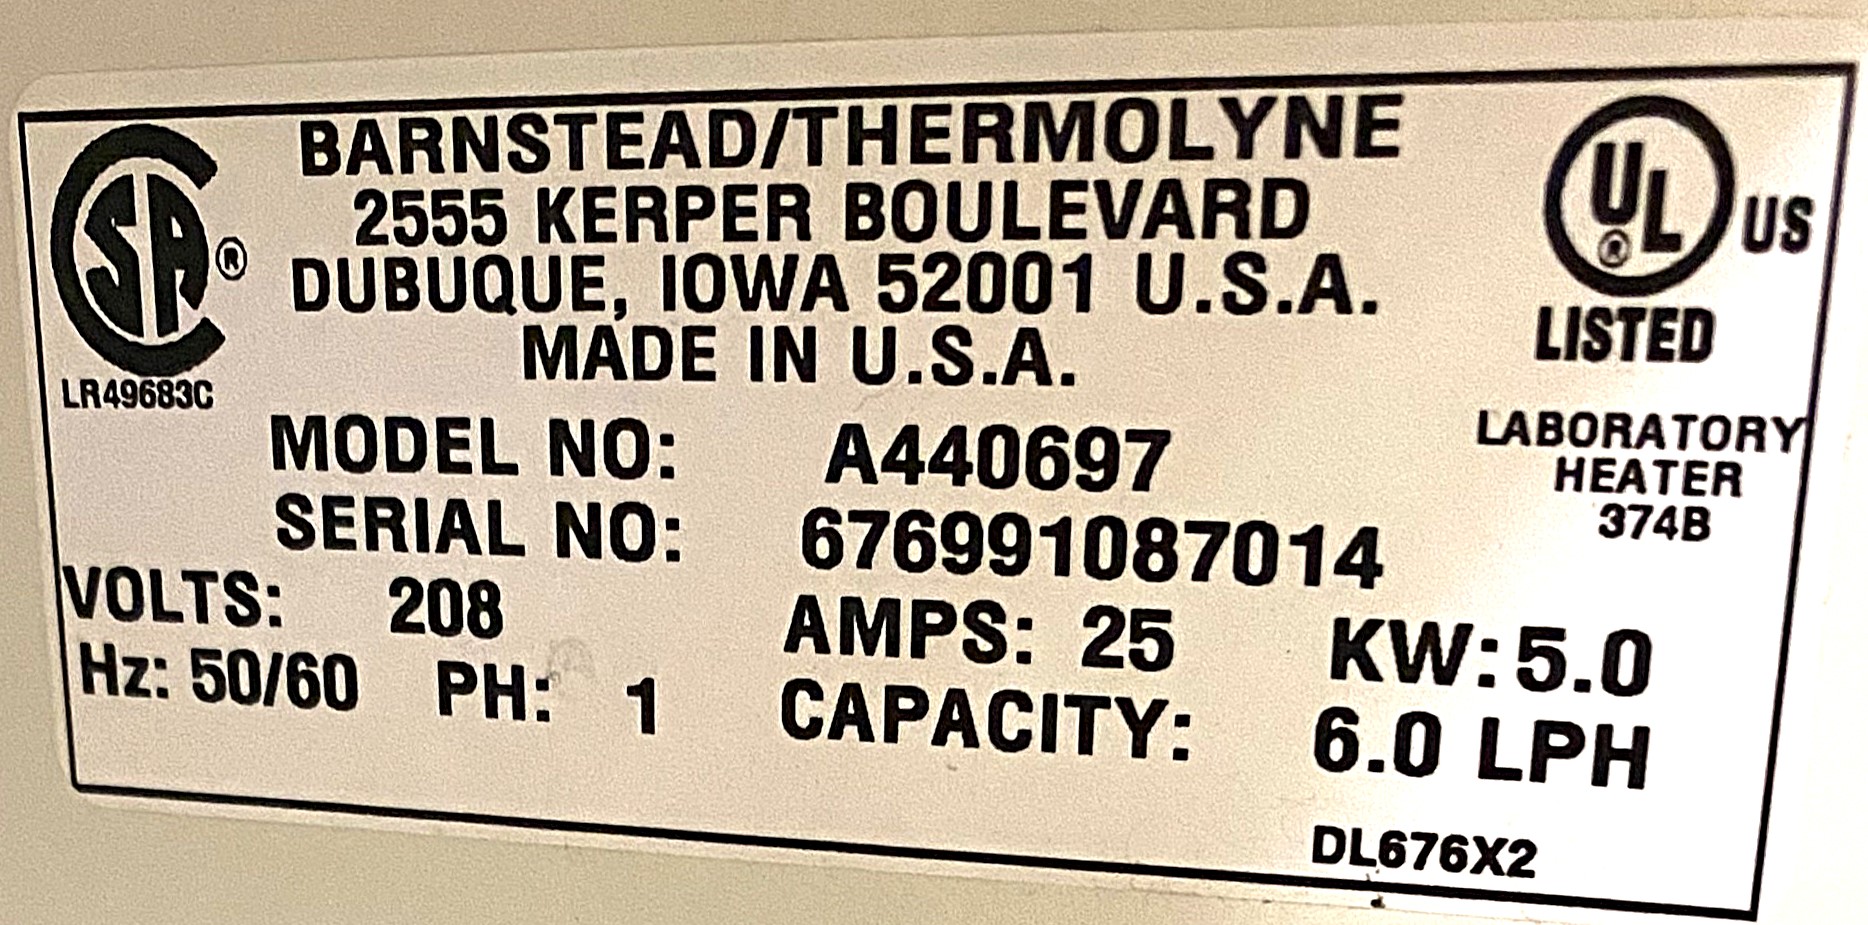 CSA ®
LR49683C
BARNSTEAD/THERMOLYNE
2555 KERPER BOULEVARD
DUBUQUE, IOWA 52001 U.S.A.
MADE IN U.S.A.
UL ® US
LISTED
LABORATORY
HEATER
374B
MODEL NO: A440697
SERIAL NO: 676991087014
VOLTS: 208 AMPS: 25 KW: 5.0
Hz: 50/60 PH: 1 CAPACITY: 6.0 LPH
DL676X2